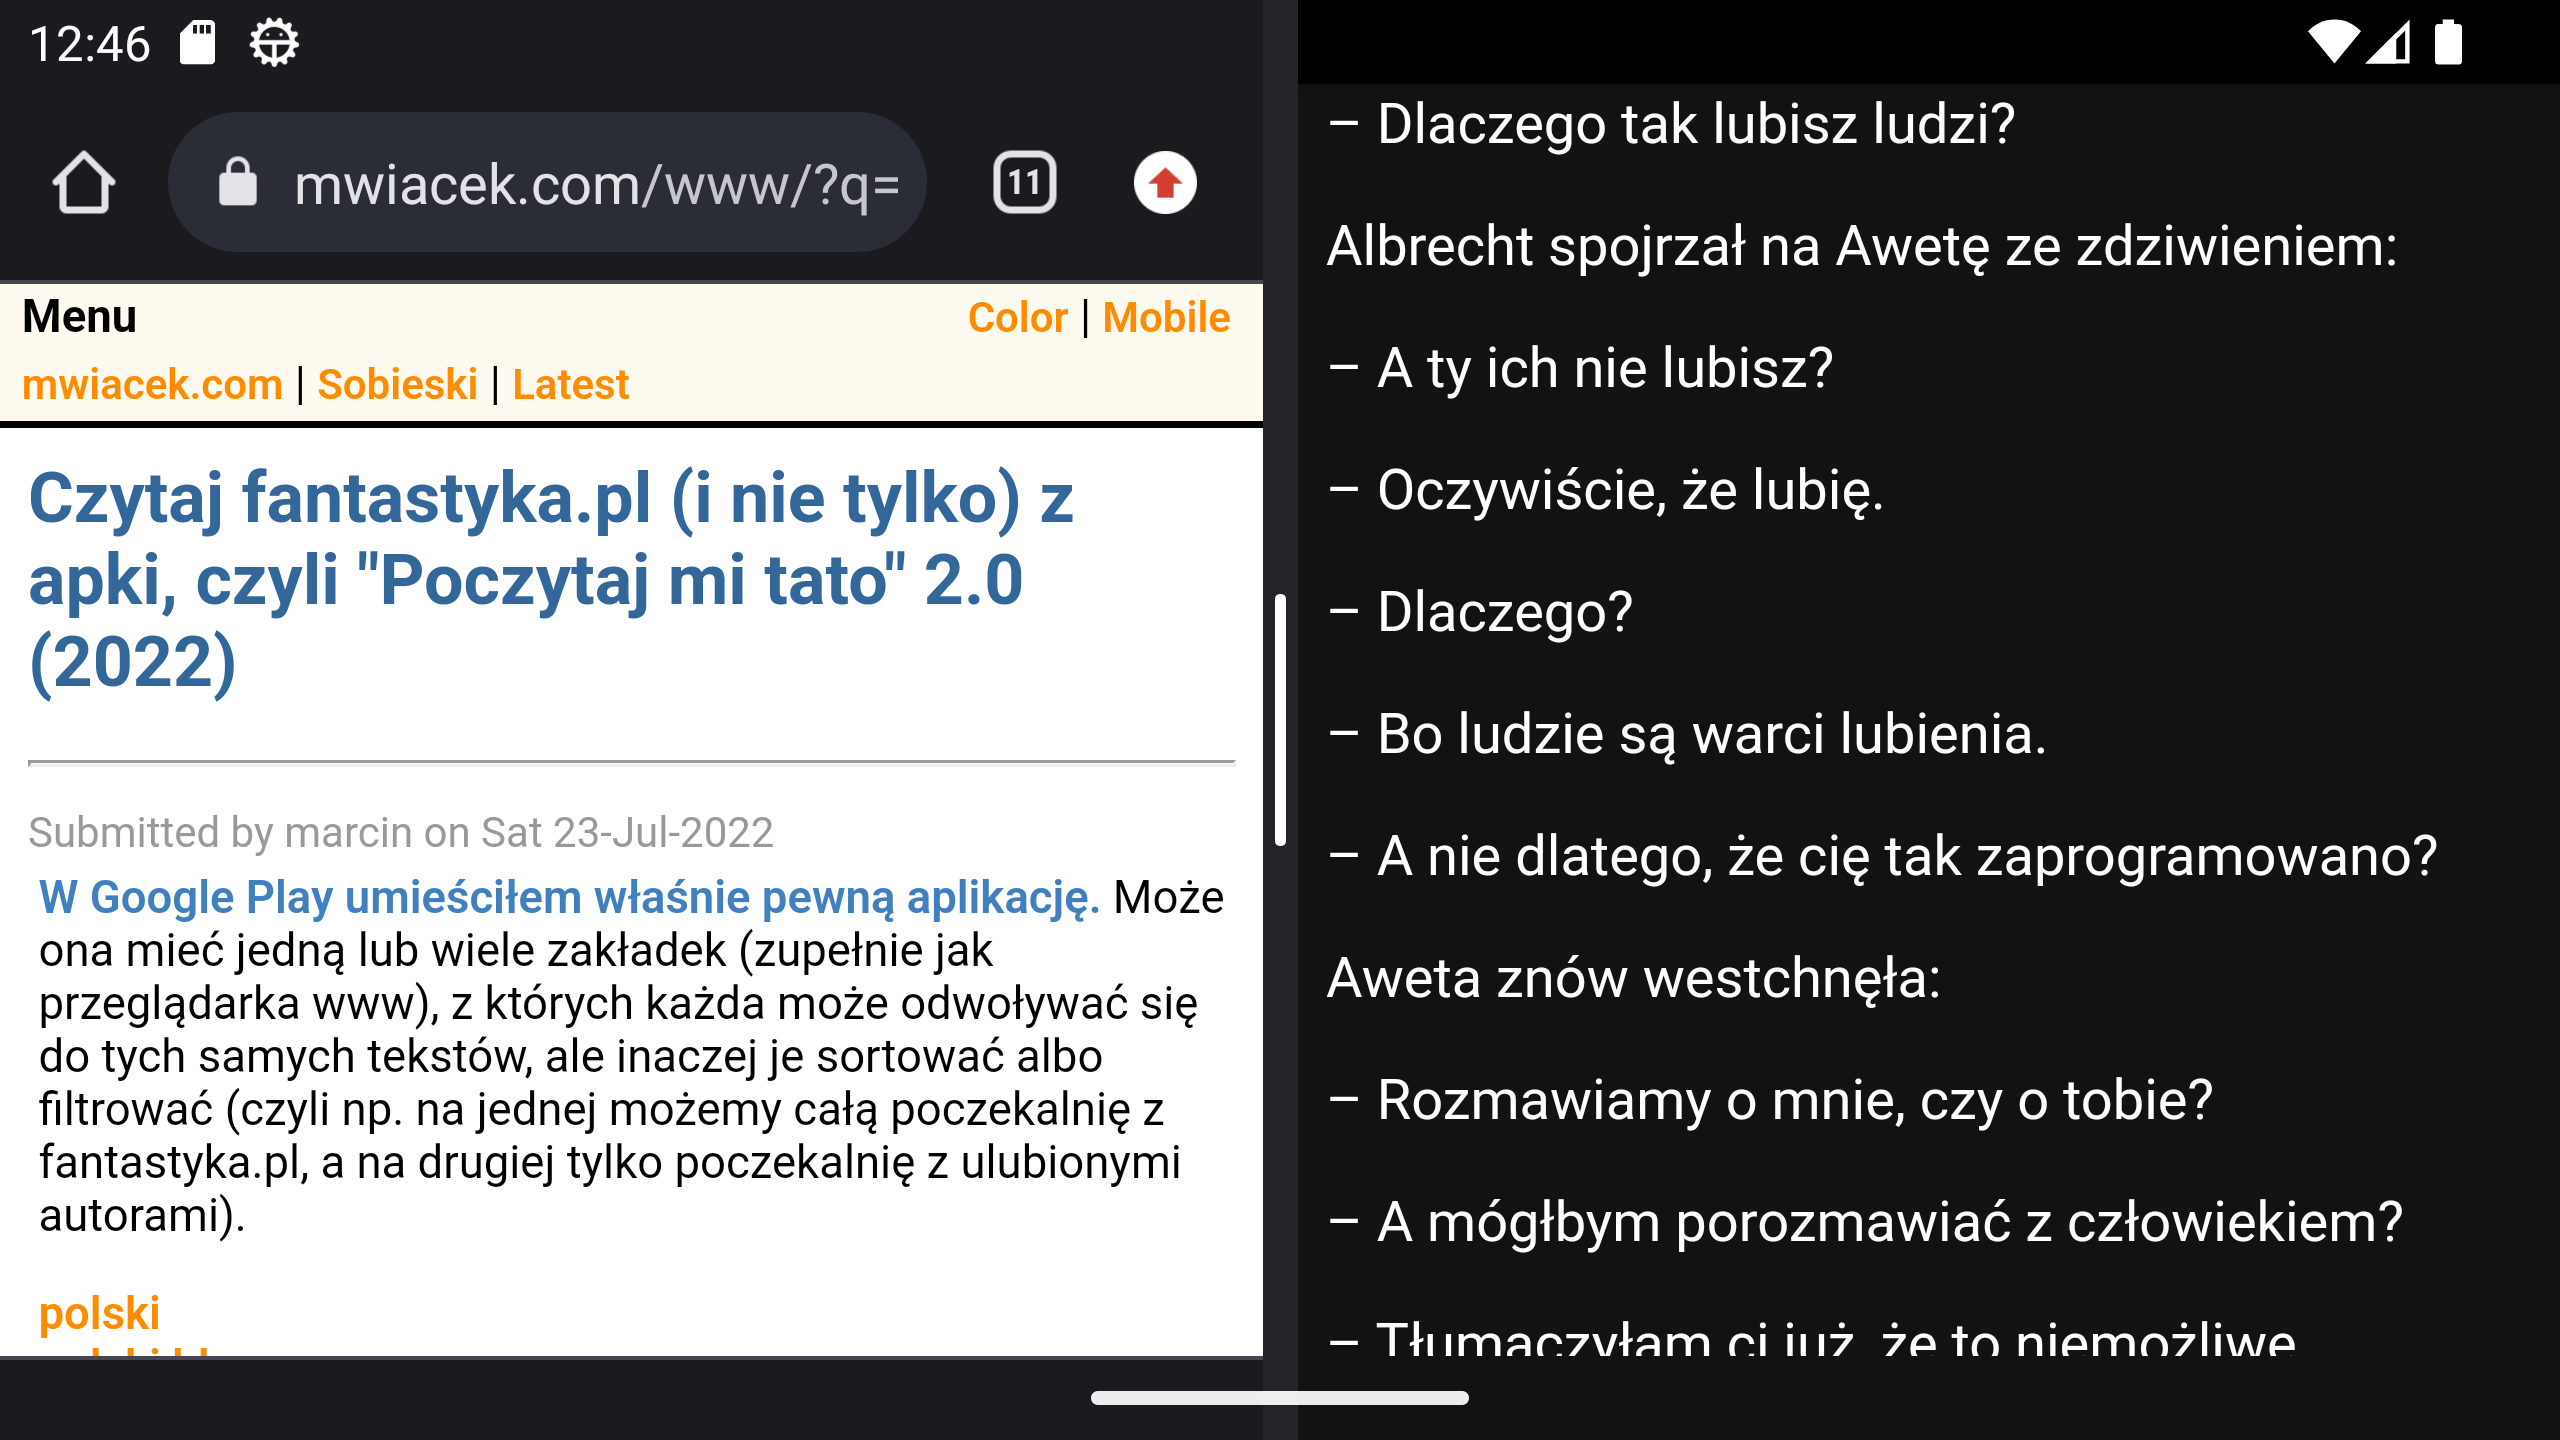 12:46
mwiacek.com/www/?q=
11
Menu
Color | Mobile
mwiacek.com | Sobieski | Latest
Czytaj fantastyka.pl (i nie tylko) z
apki, czyli "Poczytaj mi tato" 2.0
(2022)
Submitted by marcin on Sat 23-Jul-2022
W Google Play umieściłem właśnie pewną aplikację. Może
ona mieć jedną lub wiele zakładek (zupełnie jak
przeglądarka www), z których każda może odwoływać się
do tych samych tekstów, ale inaczej je sortować albo
filtrować (czyli np. na jednej możemy całą poczekalnię z
fantastyka.pl, a na drugiej tylko poczekalnię z ulubionymi
autorami).
polski
– Dlaczego tak lubisz ludzi?
Albrecht spojrzał na Awetę ze zdziwieniem:
– A ty ich nie lubisz?
– Oczywiście, że lubię.
– Dlaczego?
– Bo ludzie są warci lubienia.
– A nie dlatego, że cię tak zaprogramowano?
Aweta znów westchnęła:
– Rozmawiamy o mnie, czy o tobie?
– A mógłbym porozmawiać z człowiekiem?
– Tłumaczyłam ci już, że to niemożliwe